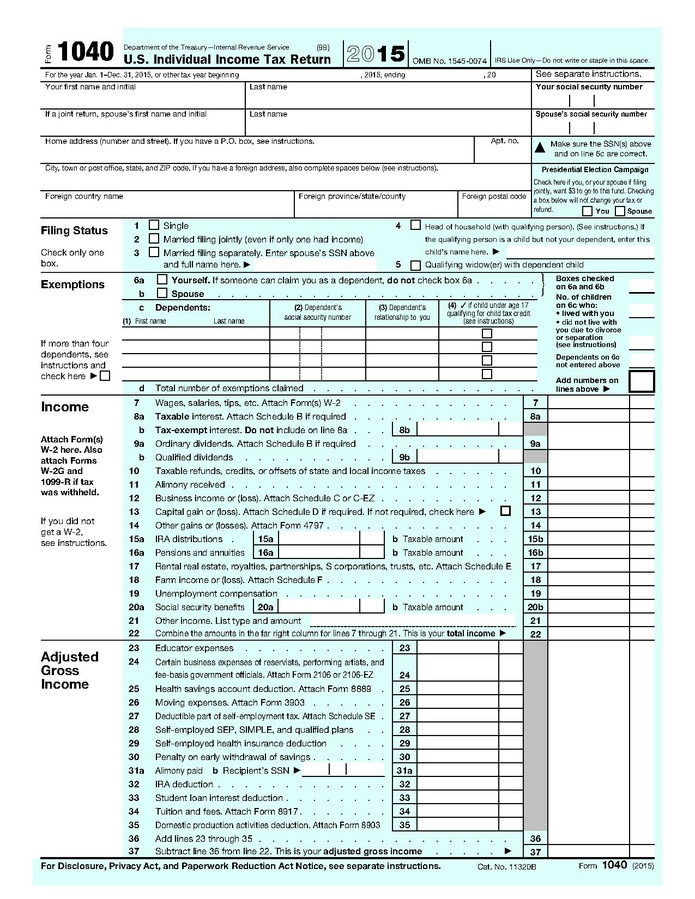 Form 1040 Department of the Treasury—Internal Revenue Service (99) U.S. Individual Income Tax Return 2015 OMB No. 1545-0074 IRS Use Only—Do not write or staple in this space.
For the year Jan. 1–Dec. 31, 2015, or other tax year beginning , 2015, ending , 20 See separate instructions.
Your first name and initial Last name Your social security number
If a joint return, spouse's first name and initial Last name Spouse's social security number
Home address (number and street). If you have a P.O. box, see instructions. Apt. no.
▲ Make sure the SSN(s) above
and on line 6c are correct.
City, town or post office, state, and ZIP code. If you have a foreign address, also complete spaces below (see instructions).
Foreign country name Foreign province/state/county Foreign postal code
Presidential Election Campaign
Check here if you, or your spouse if filing
jointly, want $3 to go to this fund. Checking
a box below will not change your tax or
refund. You Spouse
Filing Status
Check only one
box.
1 Single
2 Married filing jointly (even if only one had income)
3 Married filing separately. Enter spouse's SSN above
and full name here. ▶
4 Head of household (with qualifying person). (See instructions.) If
the qualifying person is a child but not your dependent, enter this
child's name here. ▶
5 Qualifying widow(er) with dependent child
Exemptions
6a Yourself. If someone can claim you as a dependent, do not check box 6a . . . . .
b Spouse . . . . . . . . . . . . . . . . . . . . . . . .
c Dependents:
(1) First name Last name
(2) Dependent's
social security number
(3) Dependent's
relationship to you
(4) ✓ if child under age 17
qualifying for child tax credit
(see instructions)
If more than four
dependents, see
instructions and
check here ▶
d Total number of exemptions claimed . . . . . . . . . . . . . . . . .
Boxes checked
on 6a and 6b
No. of children
on 6c who:
• lived with you
• did not live with
you due to divorce
or separation
(see instructions)
Dependents on 6c
not entered above
Add numbers on
lines above ▶
Income
Attach Form(s)
W-2 here. Also
attach Forms
W-2G and
1099-R if tax
was withheld.
If you did not
get a W-2,
see instructions.
7 Wages, salaries, tips, etc. Attach Form(s) W-2 . . . . . . . . . . . . 7
8a Taxable interest. Attach Schedule B if required . . . . . . . . . . . . 8a
b Tax-exempt interest. Do not include on line 8a . . . 8b
9a Ordinary dividends. Attach Schedule B if required . . . . . . . . . . . 9a
b Qualified dividends . . . . . . . . . . . 9b
10 Taxable refunds, credits, or offsets of state and local income taxes . . . . . . 10
11 Alimony received . . . . . . . . . . . . . . . . . . . . . 11
12 Business income or (loss). Attach Schedule C or C-EZ . . . . . . . . . . 12
13 Capital gain or (loss). Attach Schedule D if required. If not required, check here ▶ 13
14 Other gains or (losses). Attach Form 4797 . . . . . . . . . . . . . . 14
15a IRA distributions . 15a b Taxable amount . . . 15b
16a Pensions and annuities 16a b Taxable amount . . . 16b
17 Rental real estate, royalties, partnerships, S corporations, trusts, etc. Attach Schedule E 17
18 Farm income or (loss). Attach Schedule F . . . . . . . . . . . . . . 18
19 Unemployment compensation . . . . . . . . . . . . . . . . . 19
20a Social security benefits 20a b Taxable amount . . . 20b
21 Other income. List type and amount 21
22 Combine the amounts in the far right column for lines 7 through 21. This is your total income ▶ 22
Adjusted
Gross
Income
23 Educator expenses . . . . . . . . . . . 23
24 Certain business expenses of reservists, performing artists, and
fee-basis government officials. Attach Form 2106 or 2106-EZ 24
25 Health savings account deduction. Attach Form 8889 . 25
26 Moving expenses. Attach Form 3903 . . . . . . 26
27 Deductible part of self-employment tax. Attach Schedule SE . 27
28 Self-employed SEP, SIMPLE, and qualified plans . . 28
29 Self-employed health insurance deduction . . . . 29
30 Penalty on early withdrawal of savings . . . . . . 30
31a Alimony paid b Recipient's SSN ▶ 31a
32 IRA deduction . . . . . . . . . . . . . 32
33 Student loan interest deduction . . . . . . . . 33
34 Tuition and fees. Attach Form 8917 . . . . . . . 34
35 Domestic production activities deduction. Attach Form 8903 35
36 Add lines 23 through 35 . . . . . . . . . . . . . . . . . . . 36
37 Subtract line 36 from line 22. This is your adjusted gross income . . . . . ▶ 37
For Disclosure, Privacy Act, and Paperwork Reduction Act Notice, see separate instructions. Cat. No. 11320B Form 1040 (2015)